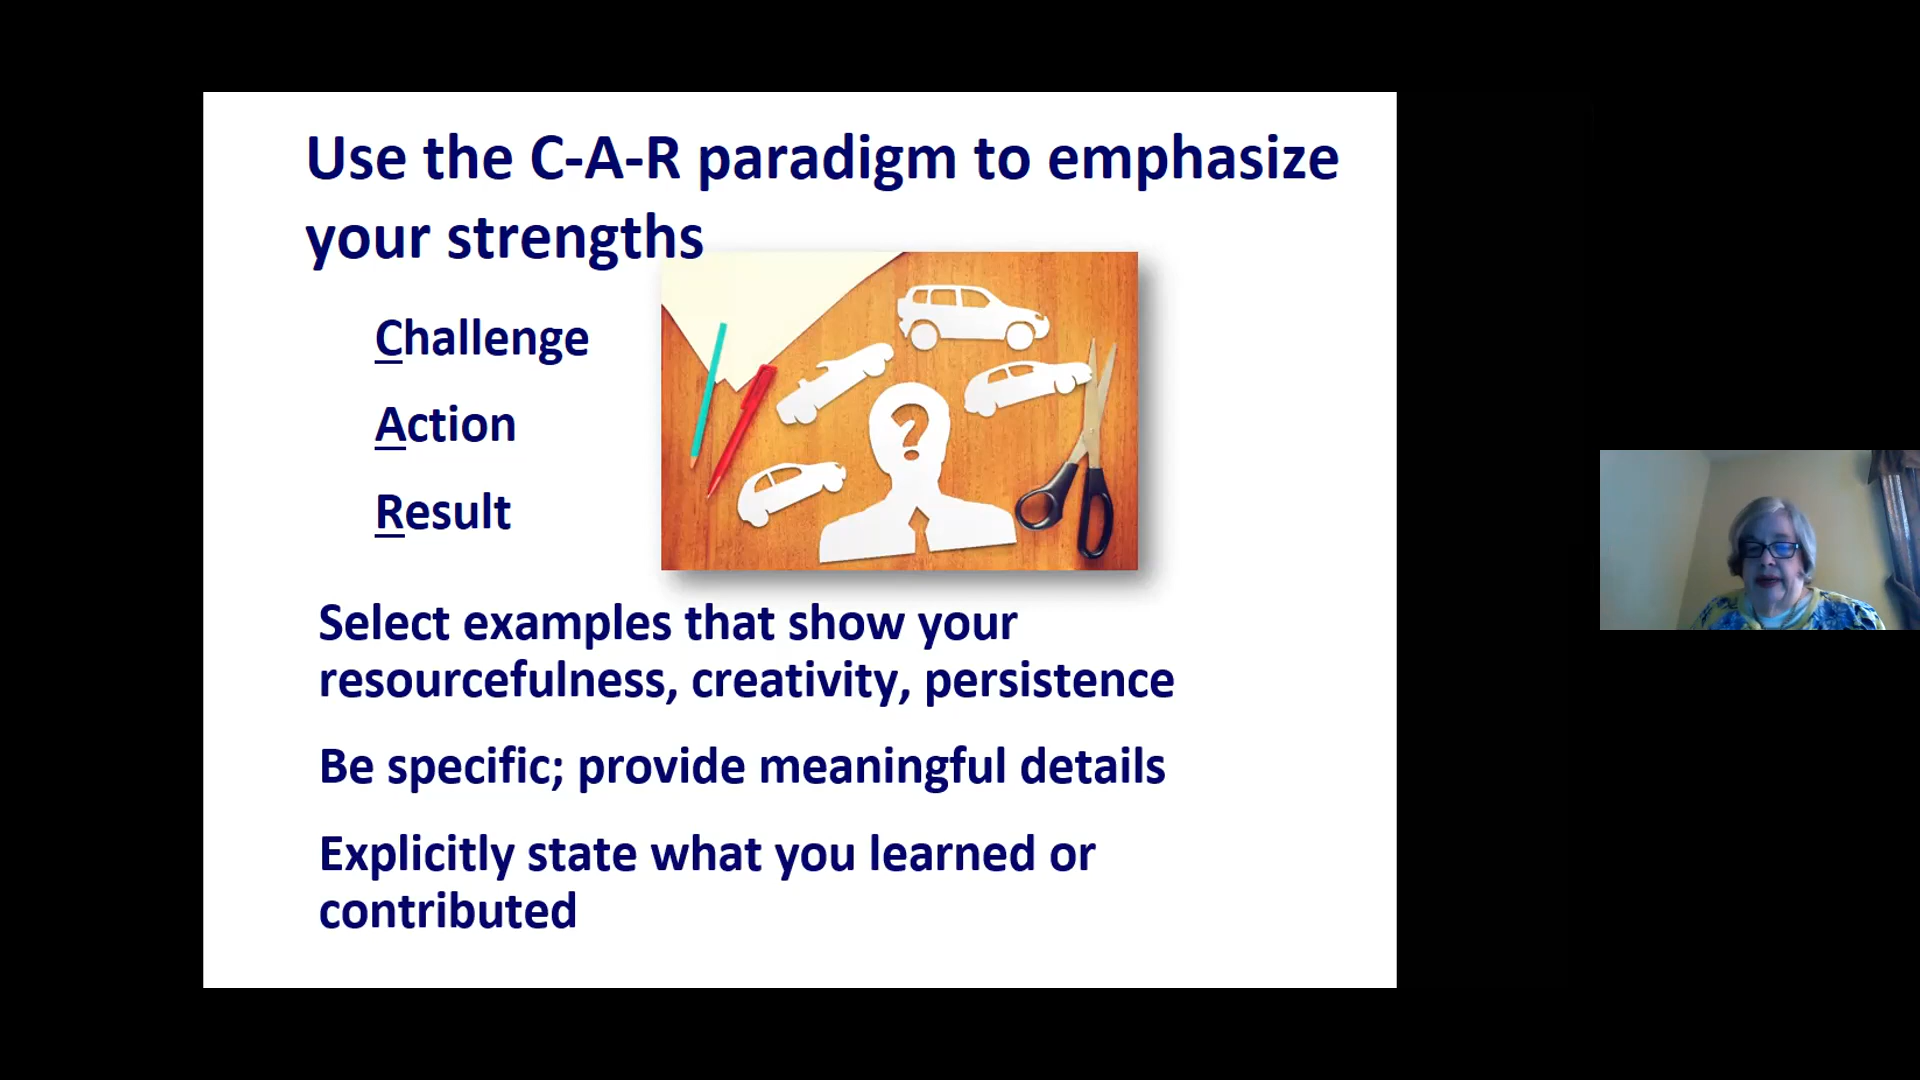 Use the C-A-R paradigm to emphasize
your strengths
Challenge
Action
Result
Select examples that show your
resourcefulness, creativity, persistence
Be specific; provide meaningful details
Explicitly state what you learned or
contributed